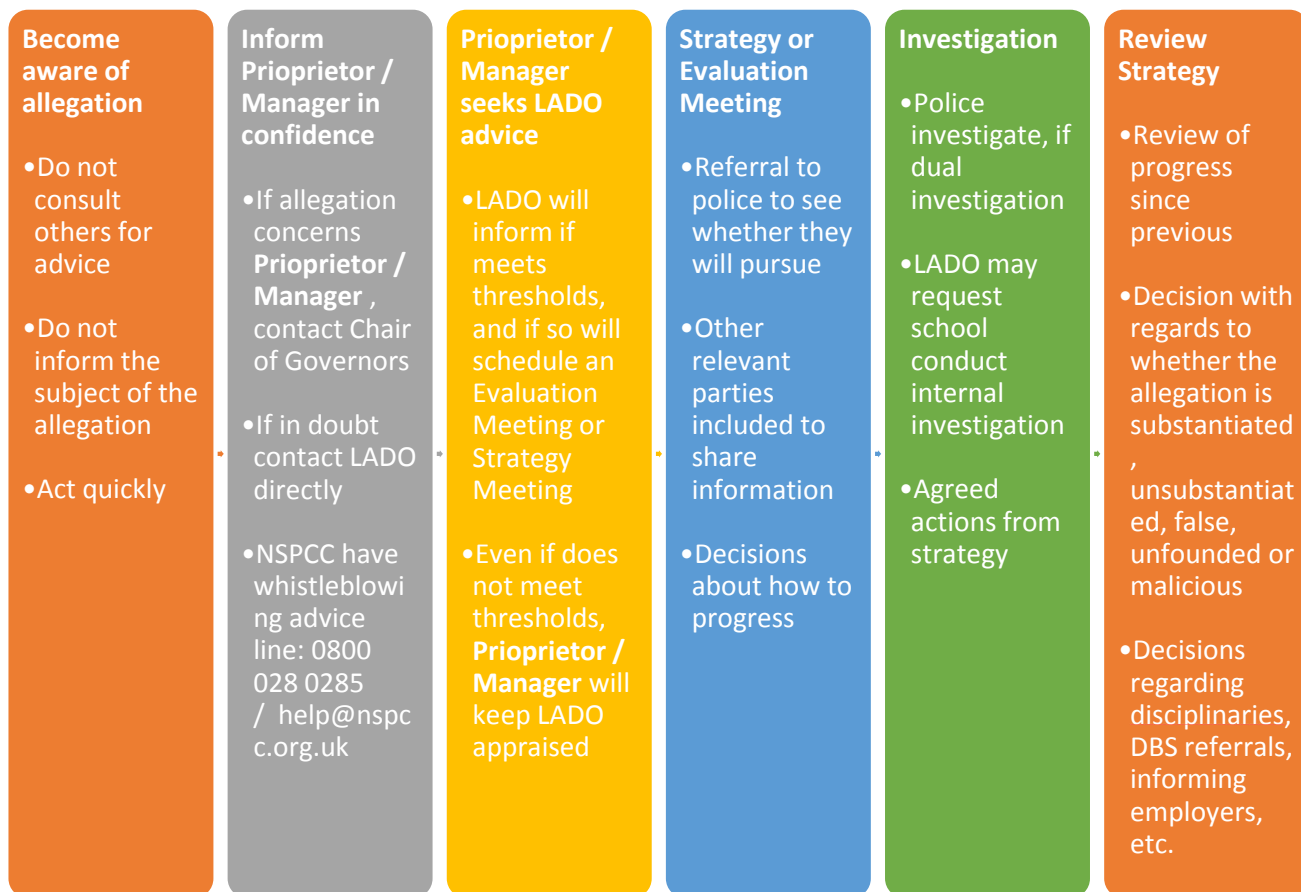 Become
aware of
allegation
•Do not
consult
others for
advice
•Do not
inform the
subject of the
allegation
•Act quickly
Inform
Prioprietor /
Manager in
confidence
•If allegation
concerns
Prioprietor /
Manager ,
contact Chair
of Governors
•If in doubt
contact LADO
directly
•NSPCC have
whistleblowi
ng advice
line: 0800
028 0285
/ help@nspc
c.org.uk
Prioprietor /
Manager
seeks LADO
advice
•LADO will
inform if
meets
thresholds,
and if so will
schedule an
Evaluation
Meeting or
Strategy
Meeting
•Even if does
not meet
thresholds,
Prioprietor /
Manager will
keep LADO
appraised
Strategy or
Evaluation
Meeting
•Referral to
police to see
whether they
will pursue
•Other
relevant
parties
included to
share
information
•Decisions
about how to
progress
Investigation
•Police
investigate, if
dual
investigation
•LADO may
request
school
conduct
internal
investigation
•Agreed
actions from
strategy
Review
Strategy
•Review of
progress
since
previous
•Decision with
regards to
whether the
allegation is
substantiated
,
unsubstantiat
ed, false,
unfounded or
malicious
•Decisions
regarding
disciplinaries,
DBS referrals,
informing
employers,
etc.